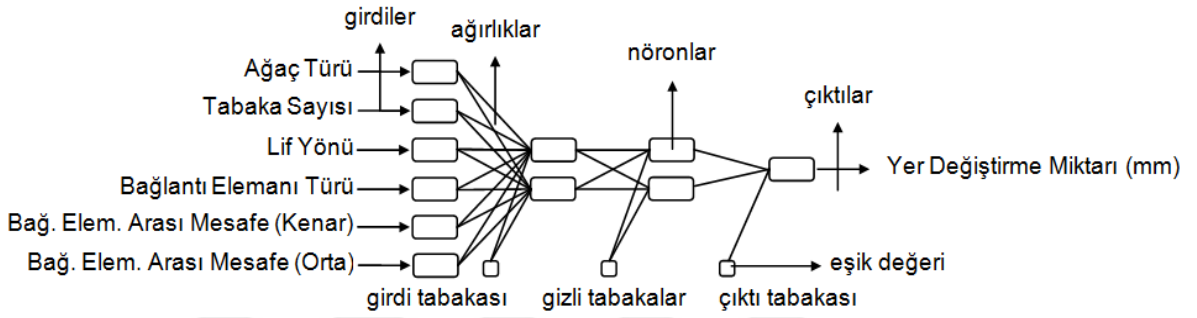 girdiler
ağırlıklar
nöronlar
çıktılar
Ağaç Türü
Tabaka Sayısı
Lif Yönü
Bağlantı Elemanı Türü
Bağ. Elem. Arası Mesafe (Kenar)
Bağ. Elem. Arası Mesafe (Orta)
Yer Değiştirme Miktarı (mm)
eşik değeri
girdi tabakası
gizli tabakalar
çıktı tabakası